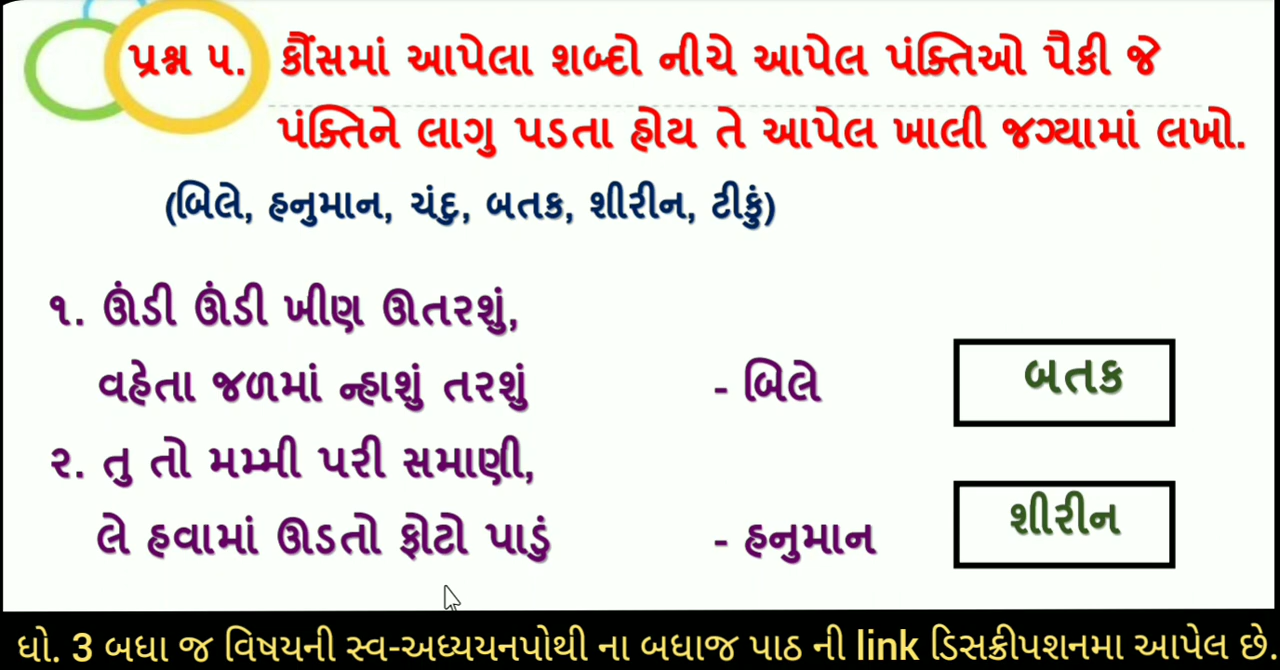 પ્રશ્ન ૫. કૌંસમાં આપેલા શબ્દો નીચે આપેલ પંક્તિઓ પૈકી જે
પંક્તિને લાગુ પડતા હોય તે આપેલ ખાલી જગ્યામાં લખો.
(બિલે, હનુમાન, ચંદુ, બતક, શીરીન, ટીકું)
૧. ઊંડી ઊંડી ખીણ ઊતરશું,
વહેતા જળમાં ન્હાશું તરશું - બિલે બતક
૨. તુ તો મમ્મી પરી સમાણી,
લે હવામાં ઊડતો ફોટો પાડું - હનુમાન શીરીન
ધો. 3 બધા જ વિષયની સ્વ-અધ્યયનપોથી ના બધાજ પાઠ ની link ડિસક્રીપશનમા આપેલ છે.